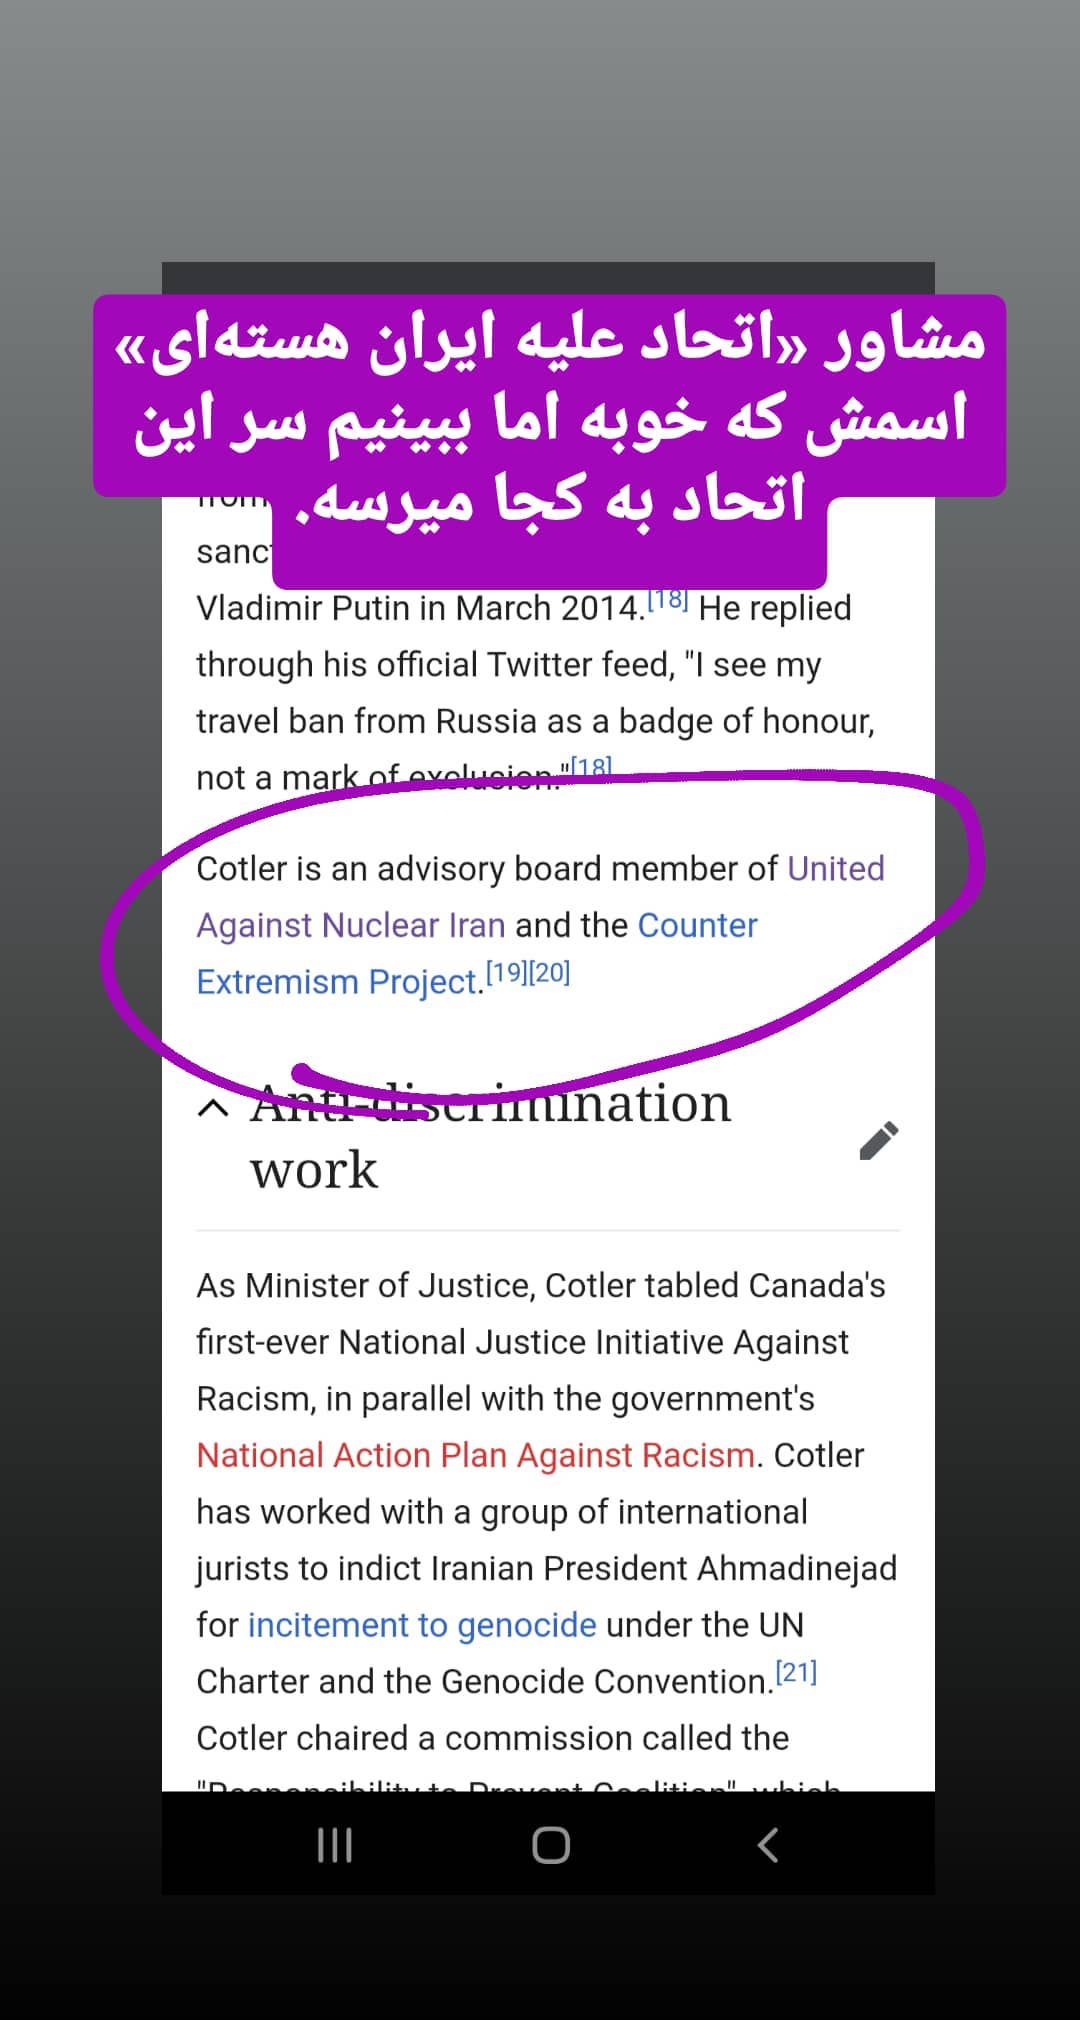 مشاور «اتحاد علیه ایران هسته‌ای»
اسمش که خوبه اما ببینیم سر این
اتحاد به کجا میرسه.
Vladimir Putin in March 2014.[18] He replied
through his official Twitter feed, "I see my
travel ban from Russia as a badge of honour,
not a mark of exclusion."[18]
Cotler is an advisory board member of United
Against Nuclear Iran and the Counter
Extremism Project.[19][20]
Anti-discrimination
work
As Minister of Justice, Cotler tabled Canada's
first-ever National Justice Initiative Against
Racism, in parallel with the government's
National Action Plan Against Racism. Cotler
has worked with a group of international
jurists to indict Iranian President Ahmadinejad
for incitement to genocide under the UN
Charter and the Genocide Convention.[21]
Cotler chaired a commission called the
"Responsibility to Prevent Coalition", which